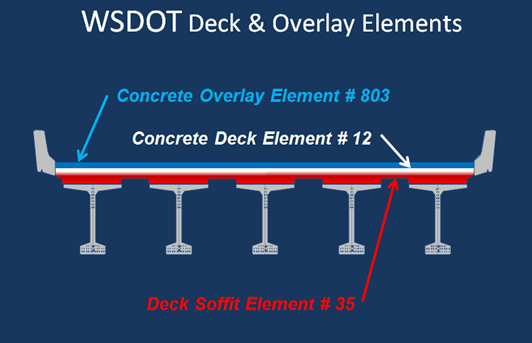 WSDOT Deck & Overlay Elements
Concrete Overlay Element # 803
Concrete Deck Element # 12
Deck Soffit Element # 35